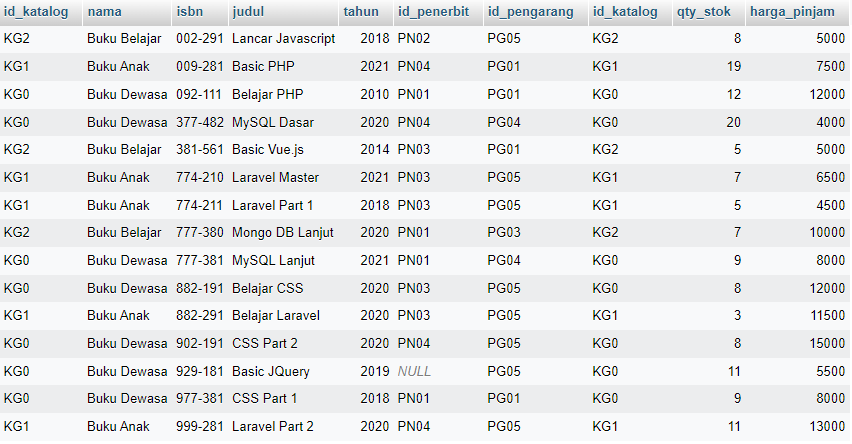 id_katalog nama isbn judul tahun id_penerbit id_pengarang id_katalog qty_stok harga_pinjam
KG2 Buku Belajar 002-291 Lancar Javascript 2018 PN02 PG05 KG2 8 5000
KG1 Buku Anak 009-281 Basic PHP 2021 PN04 PG01 KG1 19 7500
KG0 Buku Dewasa 092-111 Belajar PHP 2010 PN01 PG01 KG0 12 12000
KG0 Buku Dewasa 377-482 MySQL Dasar 2020 PN04 PG04 KG0 20 4000
KG2 Buku Belajar 381-561 Basic Vue.js 2014 PN03 PG01 KG2 5 5000
KG1 Buku Anak 774-210 Laravel Master 2021 PN03 PG05 KG1 7 6500
KG1 Buku Anak 774-211 Laravel Part 1 2018 PN03 PG05 KG1 5 4500
KG2 Buku Belajar 777-380 Mongo DB Lanjut 2020 PN01 PG03 KG2 7 10000
KG0 Buku Dewasa 777-381 MySQL Lanjut 2021 PN01 PG04 KG0 9 8000
KG0 Buku Dewasa 882-191 Belajar CSS 2020 PN03 PG05 KG0 8 12000
KG1 Buku Anak 882-291 Belajar Laravel 2020 PN03 PG05 KG1 3 11500
KG0 Buku Dewasa 902-191 CSS Part 2 2020 PN04 PG05 KG0 8 15000
KG0 Buku Dewasa 929-181 Basic JQuery 2019 NULL PG05 KG0 11 5500
KG0 Buku Dewasa 977-381 CSS Part 1 2018 PN01 PG01 KG0 9 8000
KG1 Buku Anak 999-281 Laravel Part 2 2020 PN04 PG05 KG1 11 13000